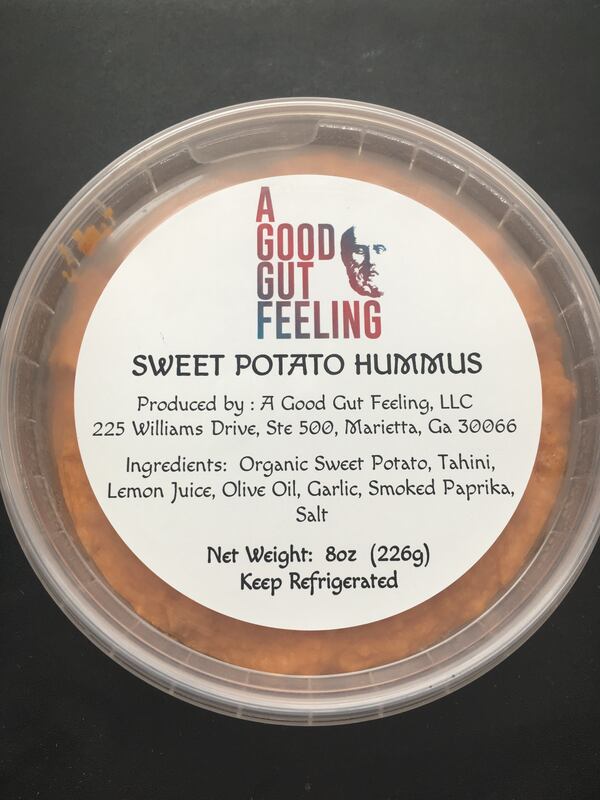 A
GOOD
GUT
FEELING
SWEET POTATO HUMMUS
Produced by : A Good Gut Feeling, LLC
225 Williams Drive, Ste 500, Marietta, Ga 30066
Ingredients: Organic Sweet Potato, Tahini,
Lemon Juice, Olive Oil, Garlic, Smoked Paprika,
Salt
Net Weight: 8oz (226g)
Keep Refrigerated